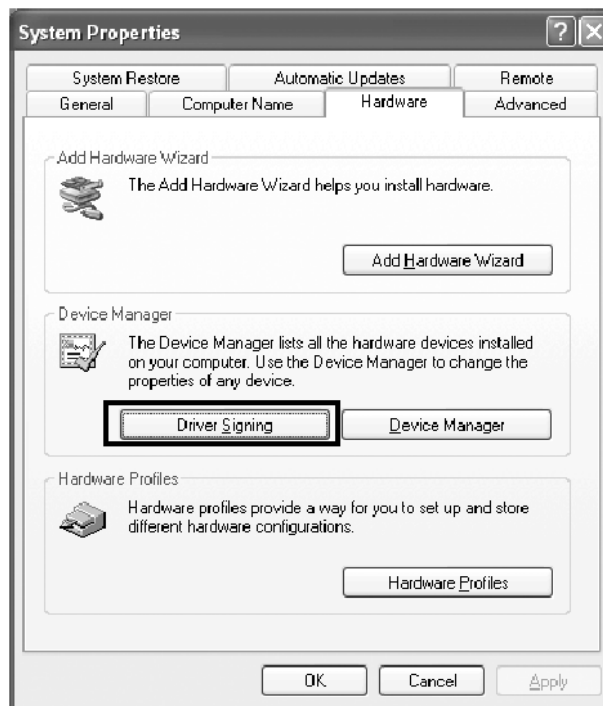 System Properties
System Restore Automatic Updates Remote
General Computer Name Hardware Advanced
Add Hardware Wizard
The Add Hardware Wizard helps you install hardware.
Add Hardware Wizard
Device Manager
The Device Manager lists all the hardware devices installed
on your computer. Use the Device Manager to change the
properties of any device.
Driver Signing Device Manager
Hardware Profiles
Hardware profiles provide a way for you to set up and store
different hardware configurations.
Hardware Profiles
OK Cancel Apply